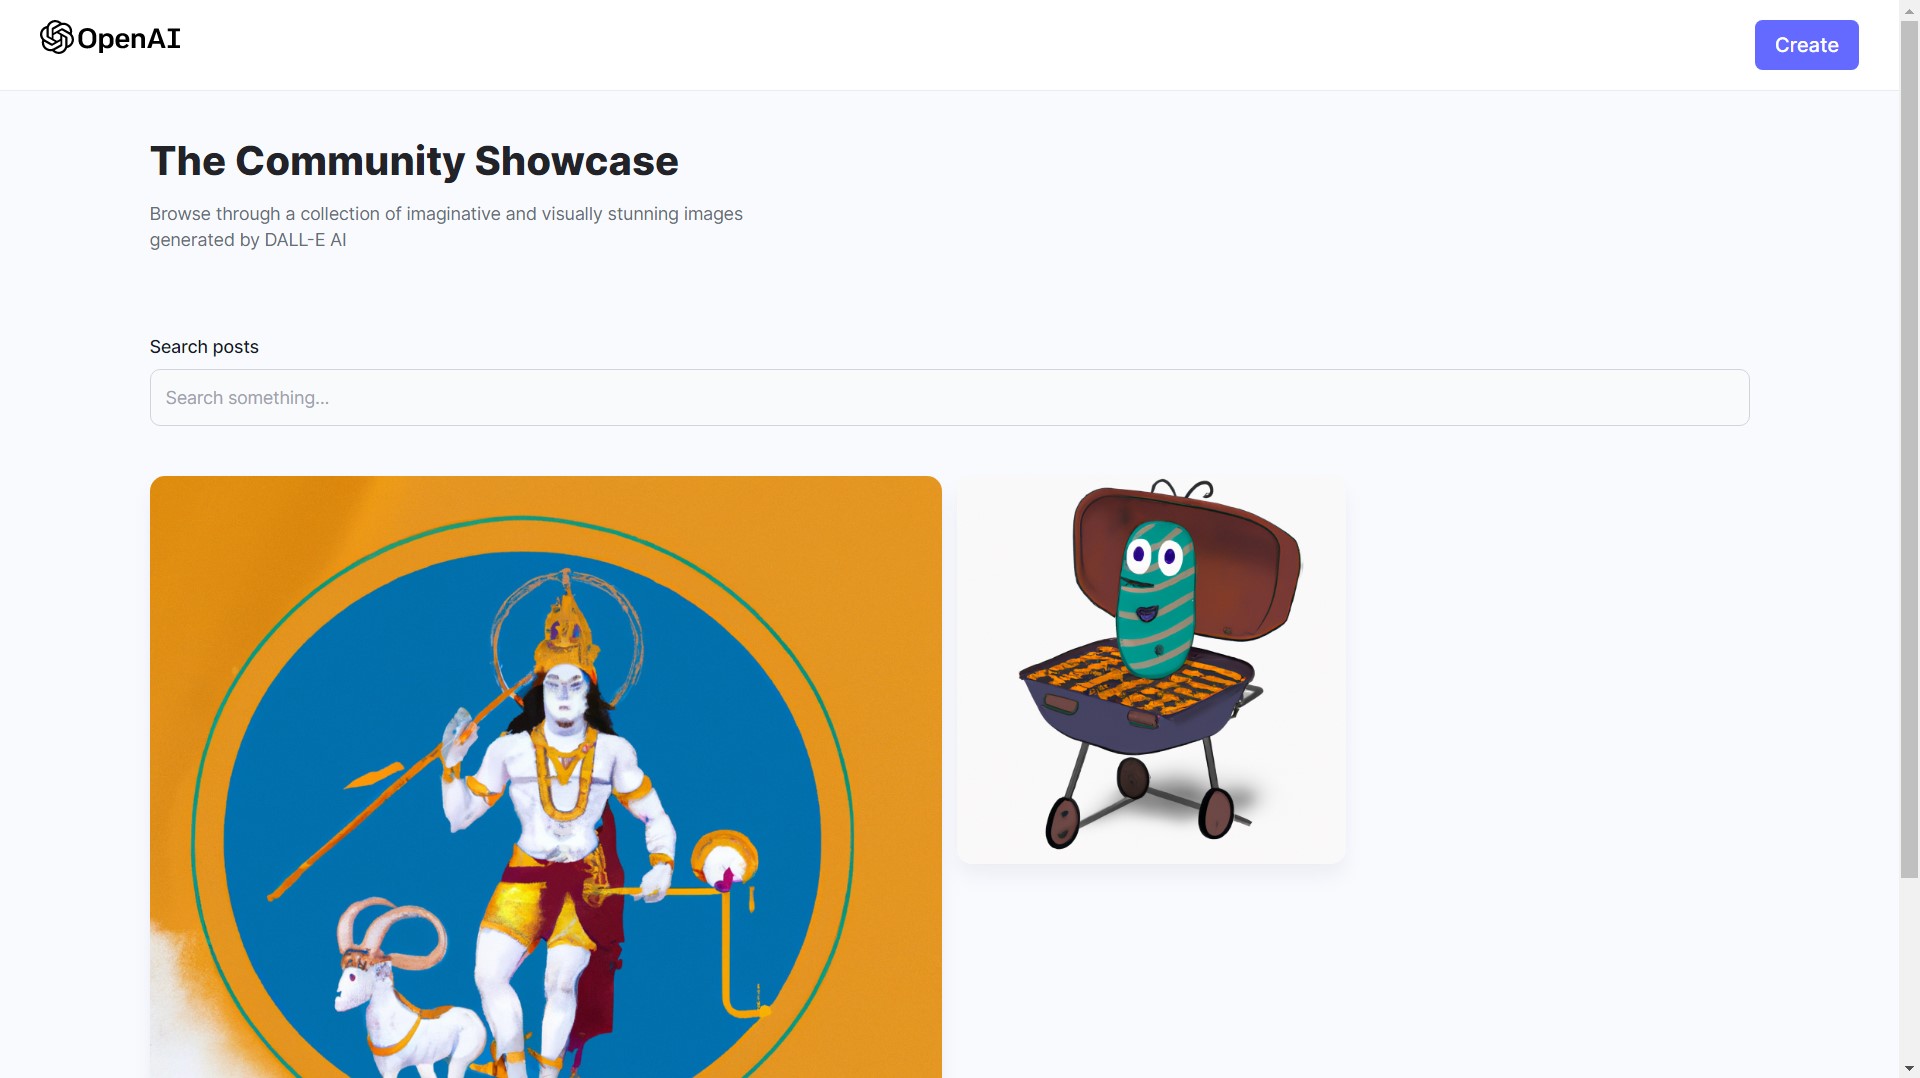 OpenAI
Create
The Community Showcase
Browse through a collection of imaginative and visually stunning images
generated by DALL-E AI
Search posts
Search something...